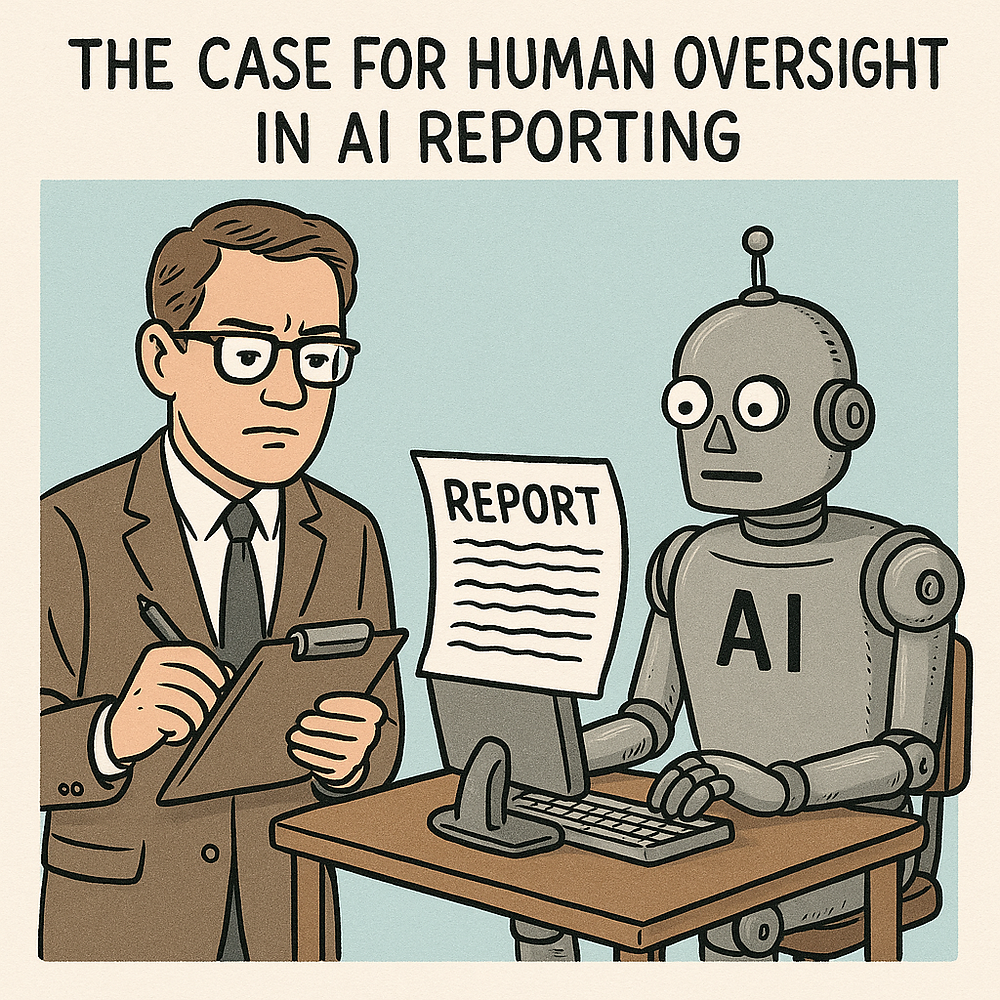 THE CASE FOR HUMAN OVERSIGHT
IN AI REPORTING
REPORT
AI